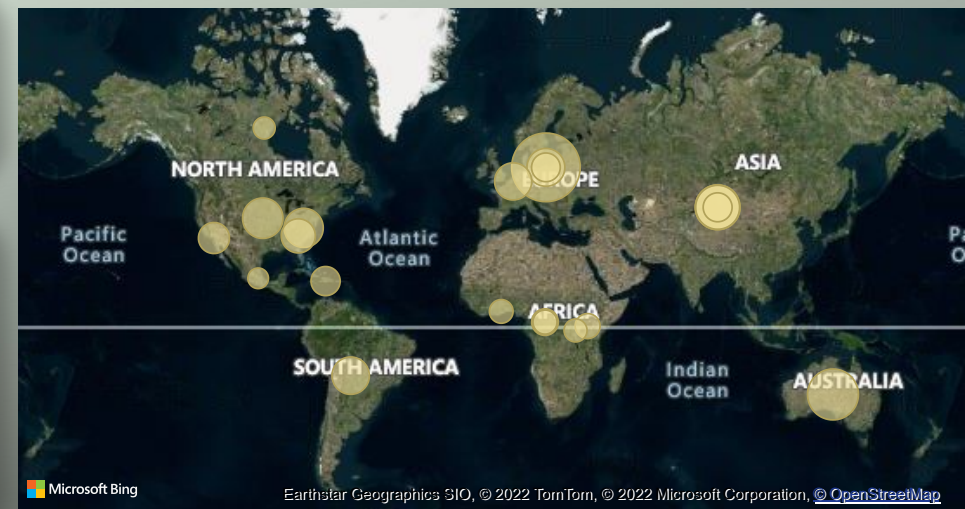 NORTH AMERICA
EUROPE
ASIA
Pacific
Ocean
Atlantic
Ocean
Pa
O
AFRICA
SOUTH AMERICA
Indian
Ocean
AUSTRALIA
Microsoft Bing
Earthstar Geographics SIO, © 2022 TomTom, © 2022 Microsoft Corporation, © OpenStreetMap